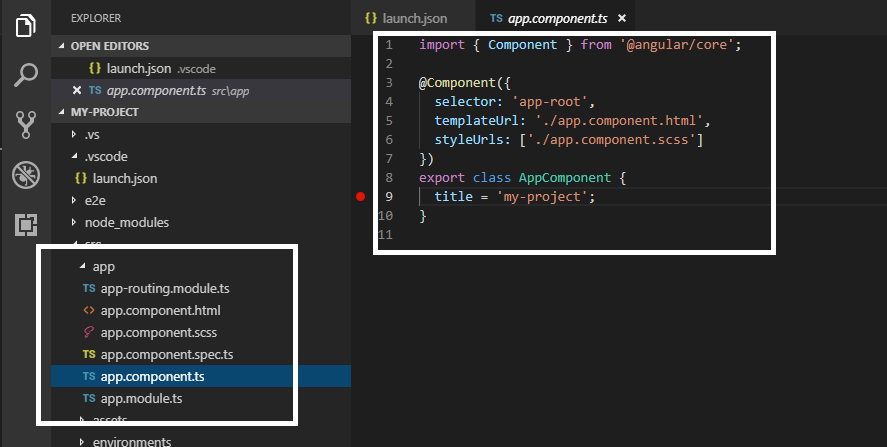 EXPLORER
OPEN EDITORS
{} launch.json .vscode
× TS app.component.ts src\app
MY-PROJECT
.vs
.vscode
{} launch.json
e2e
node_modules
src
app
TS app-routing.module.ts
<> app.component.html
app.component.scss
TS app.component.spec.ts
TS app.component.ts
TS app.module.ts
assets
environments
{} launch.json
TS app.component.ts ×
1 import { Component } from '@angular/core';
2
3 @Component({
4   selector: 'app-root',
5   templateUrl: './app.component.html',
6   styleUrls: ['./app.component.scss']
7 })
8 export class AppComponent {
9   title = 'my-project';
10 }
11